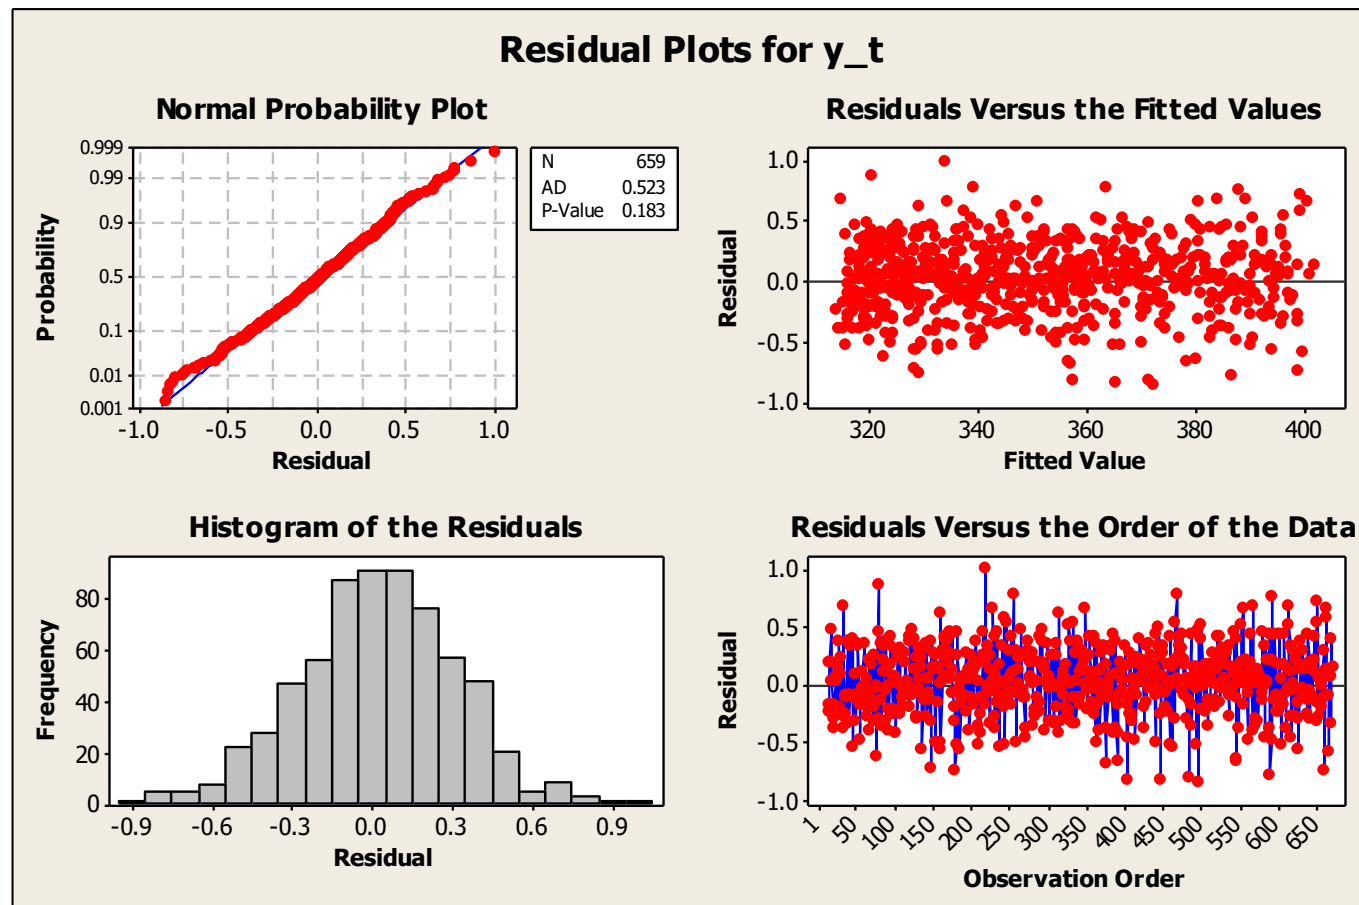 Residual Plots for y_t
Normal Probability Plot
0.999
0.99
0.9
0.5
0.1
0.01
0.001
Probability
-1.0 -0.5 0.0 0.5 1.0
Residual
N 659
AD 0.523
P-Value 0.183
Residuals Versus the Fitted Values
1.0
0.5
0.0
-0.5
-1.0
Residual
320 340 360 380 400
Fitted Value
Histogram of the Residuals
80
60
40
20
0
Frequency
-0.9 -0.6 -0.3 0.0 0.3 0.6 0.9
Residual
Residuals Versus the Order of the Data
1.0
0.5
0.0
-0.5
-1.0
Residual
1 50 100 150 200 250 300 350 400 450 500 550 600 650
Observation Order